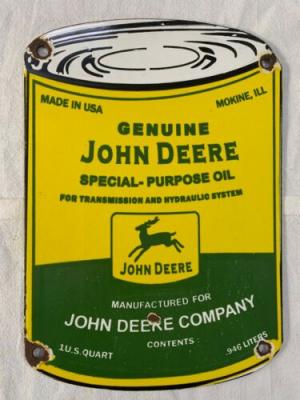 MADE IN USA
MOKINE, ILL
GENUINE
JOHN DEERE
SPECIAL- PURPOSE OIL
FOR TRANSMISSION AND HYDRAULIC SYSTEM
JOHN DEERE
MANUFACTURED FOR
JOHN DEERE COMPANY
CONTENTS :
1 U.S. QUART
.946 LITERS